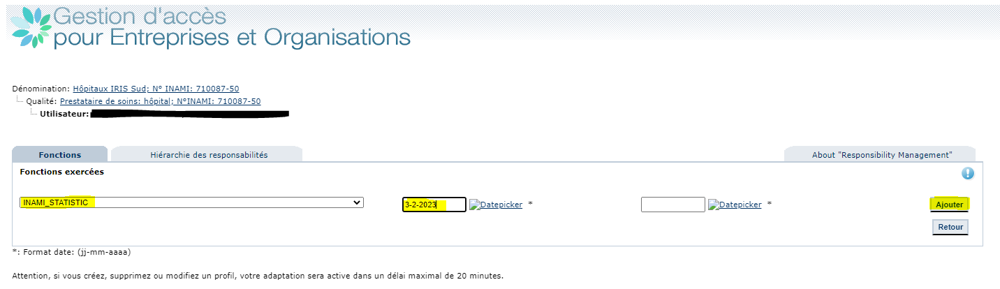 Gestion d'accès
pour Entreprises et Organisations
Dénomination: Hôpitaux IRIS Sud; N° INAMI: 710087-50
Qualité: Prestataire de soins: hôpital; N°INAMI: 710087-50
Utilisateur:
Fonctions Hiérarchie des responsabilités About "Responsibility Management"
Fonctions exercées
INAMI_STATISTIC 3-2-2023 Datepicker * Datepicker * Ajouter
Retour
*: Format date: (jj-mm-aaaa)
Attention, si vous créez, supprimez ou modifiez un profil, votre adaptation sera active dans un délai maximal de 20 minutes.